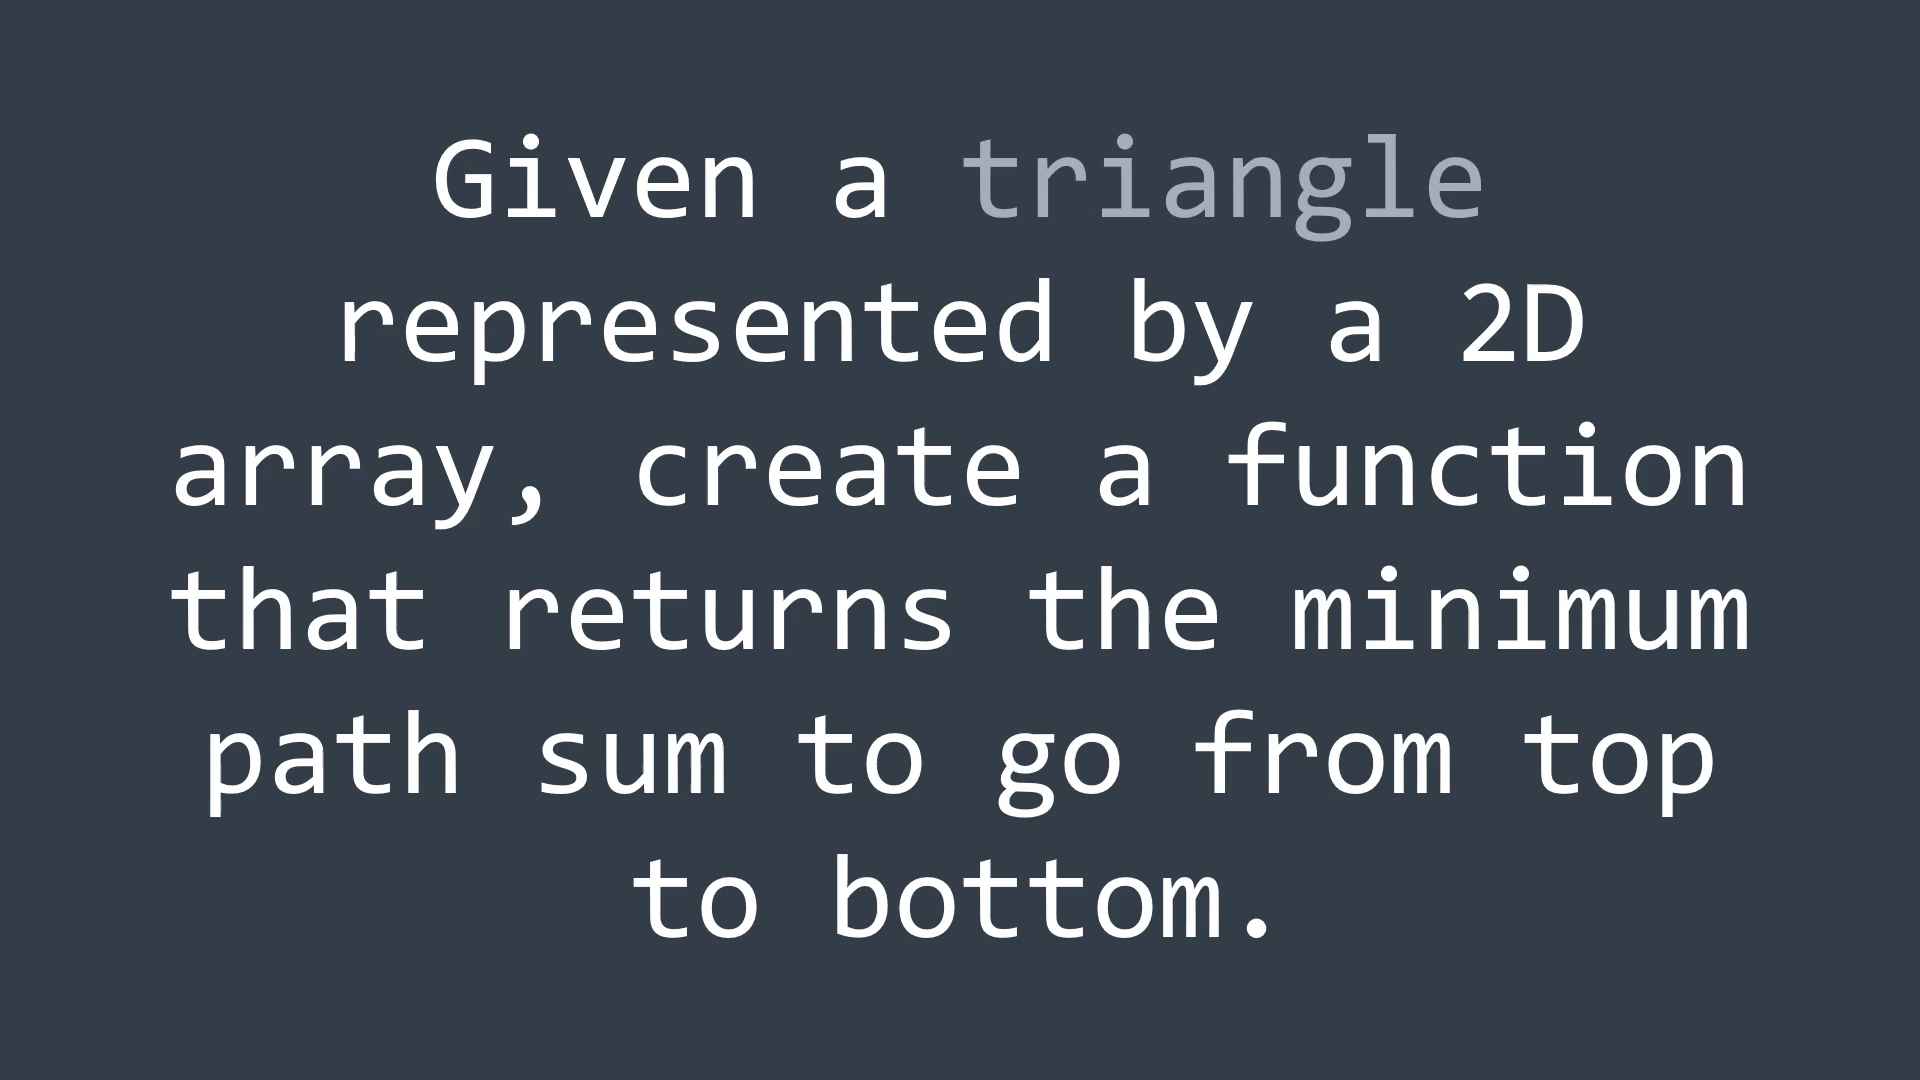 Given a triangle
represented by a 2D
array, create a function
that returns the minimum
path sum to go from top
to bottom.